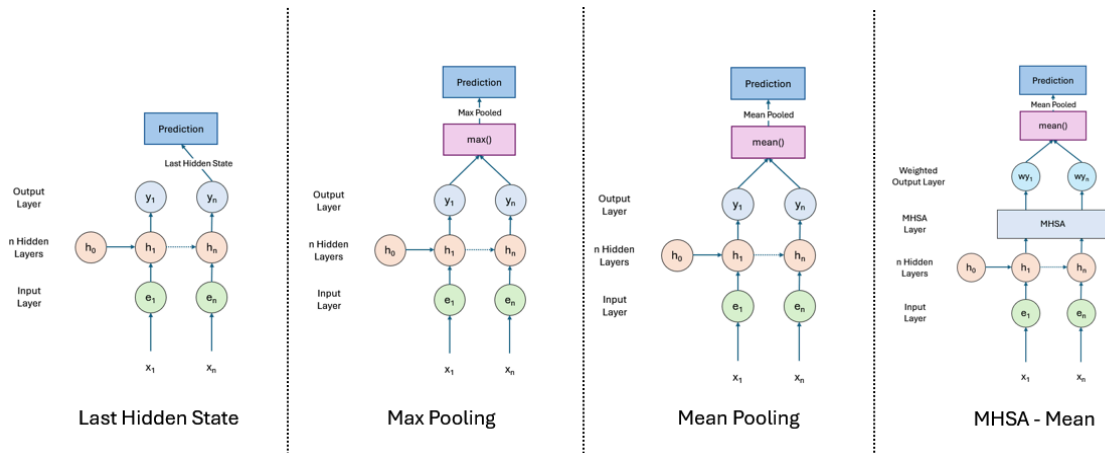 Prediction
Last Hidden State
Output
Layer
y1
yn
n Hidden
Layers
h0
h1
hn
Input
Layer
e1
en
x1
xn
Last Hidden State
Prediction
Max Pooled
max()
Output
Layer
y1
yn
n Hidden
Layers
h0
h1
hn
Input
Layer
e1
en
x1
xn
Max Pooling
Prediction
Mean Pooled
mean()
Output
Layer
y1
yn
n Hidden
Layers
h0
h1
hn
Input
Layer
e1
en
x1
xn
Mean Pooling
Prediction
Mean Pooled
mean()
Weighted
Output Layer
wy1
wyn
MHSA
Layer
MHSA
n Hidden
Layers
h0
h1
hn
Input
Layer
e1
en
x1
xn
MHSA - Mean